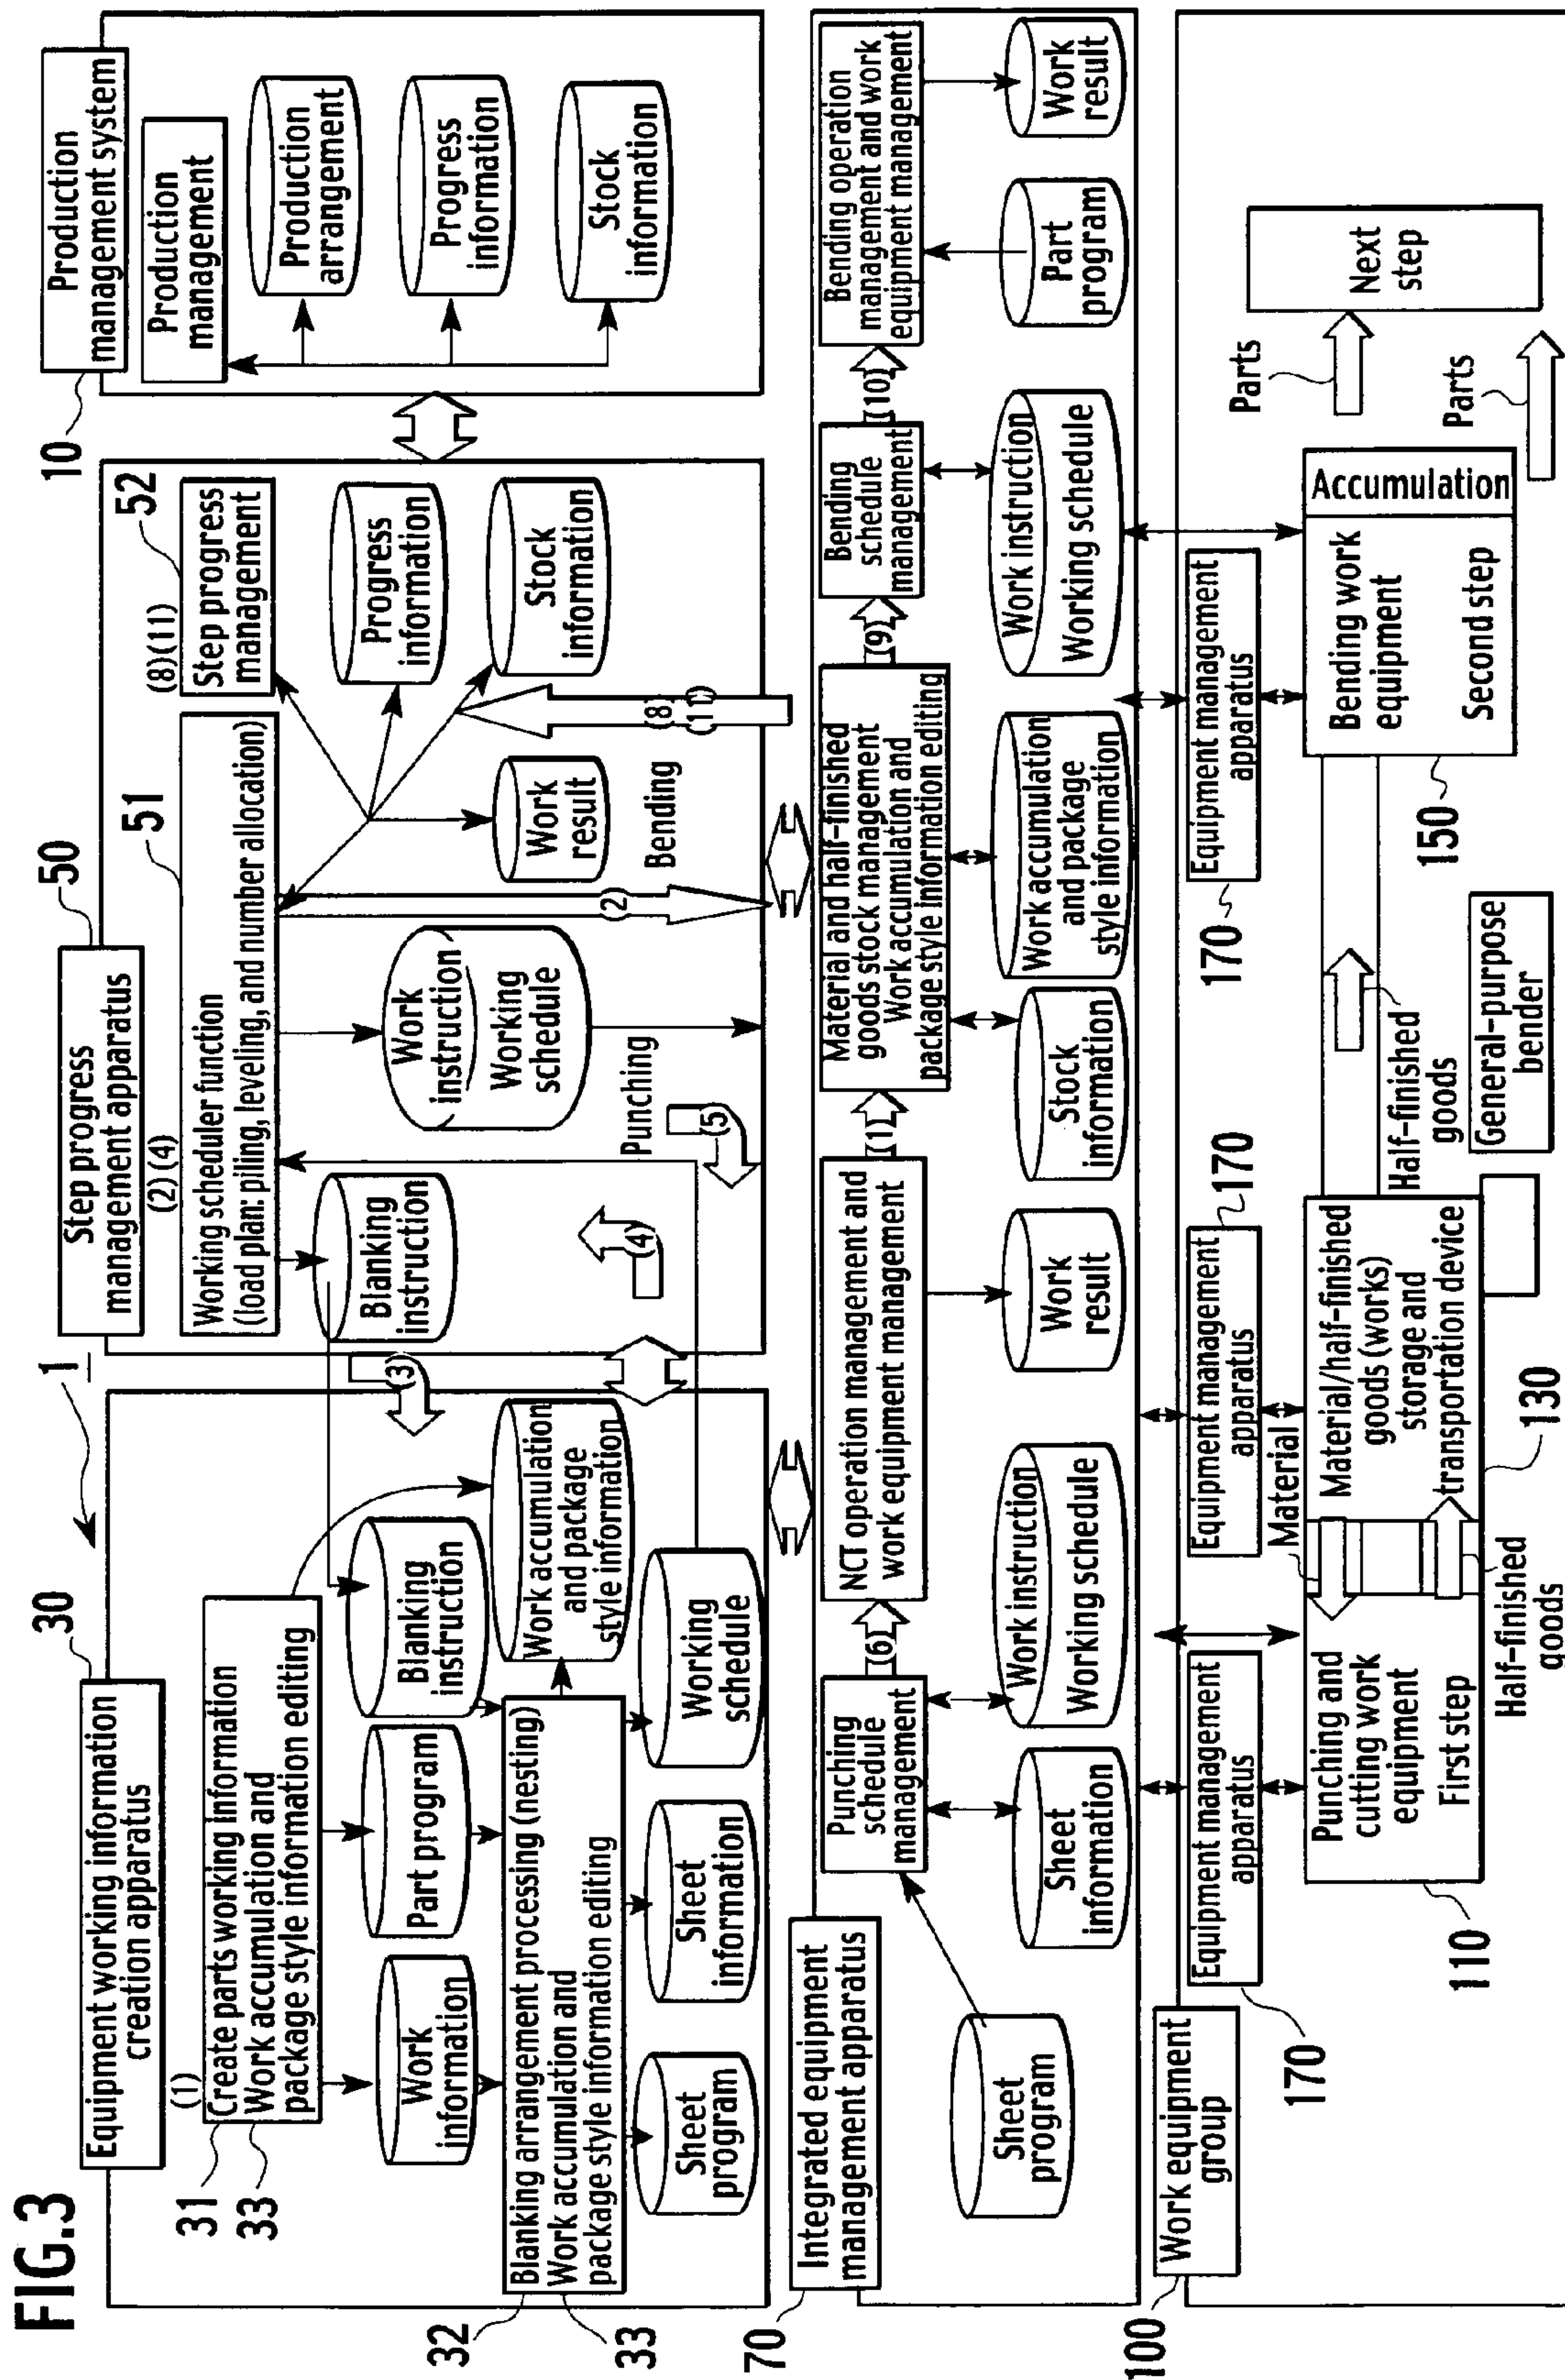 FIG.3
1
30
Equipment working information
creation apparatus
(1)
31
33
Create parts working information
Work accumulation and
package style information editing
Work
information
Part program
Blanking
instruction
Work accumulation
and package
style information
32
33
Blanking arrangement processing (nesting)
Work accumulation and
package style information editing
Sheet
program
Sheet
information
Working
schedule
50
Step progress
management apparatus
(2)(4)
51
Working scheduler function
(load plan: piling, leveling, and number allocation)
(8)(11)
52
Step progress
management
Blanking
instruction
Work
instruction
Working
schedule
Work
result
Progress
information
Stock
information
(3)
(4)
(5)
Punching
(2)
Bending
(8)
(11)
10
Production
management system
Production
management
Production
arrangement
Progress
information
Stock
information
70
Integrated equipment
management apparatus
Sheet
program
Punching
schedule
management
(6)
NCT operation management and
work equipment management
(1)
Material and half-finished
goods stock management
Work accumulation and
package style information editing
(9)
Bending
schedule
management
(10)
Bending operation
management and work
equipment management
Sheet
information
Work instruction
Working schedule
Work
result
Stock
information
Work accumulation
and package
style information
Work instruction
Working schedule
Part
program
Work
result
100
Work equipment
group
170
Equipment management
apparatus
170
Equipment management
apparatus
170
Equipment management
apparatus
110
Punching and
cutting work
equipment
First step
Material
Half-finished
goods
130
Material/half-finished
goods (works)
storage and
transportation device
Half-finished
goods
General-purpose
bender
150
Bending work
equipment
Second step
Accumulation
Parts
Parts
Next
step